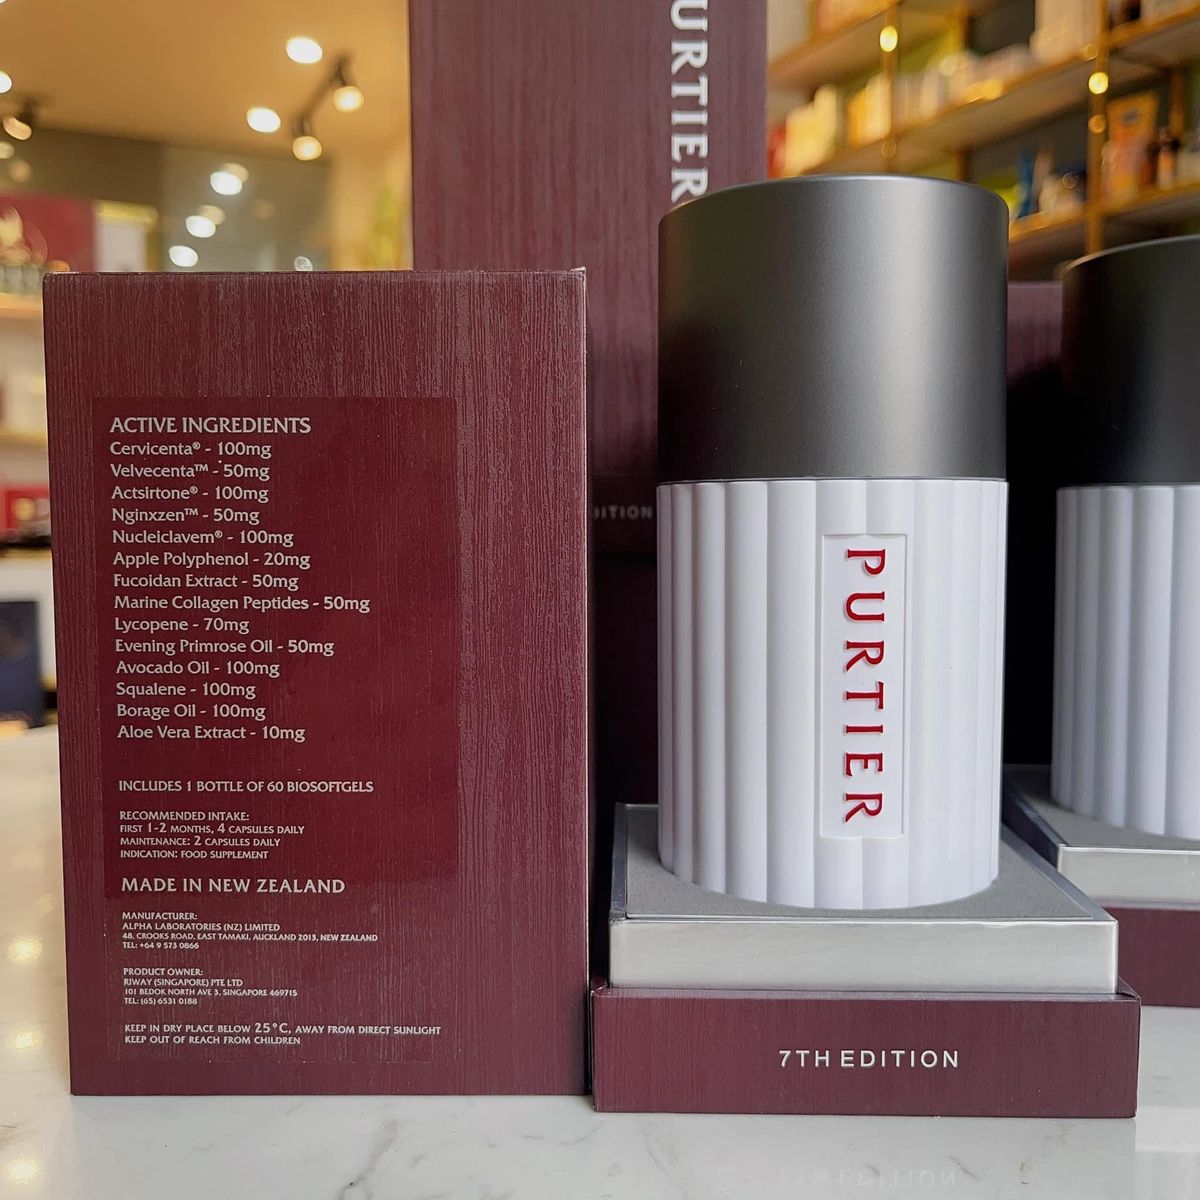 ACTIVE INGREDIENTS
Cervicenta® - 100mg
Velvecenta™ - 50mg
Actsirtone® - 100mg
Nginxzen™ - 50mg
Nucleiclavem® - 100mg
Apple Polyphenol - 20mg
Fucoidan Extract - 50mg
Marine Collagen Peptides - 50mg
Lycopene - 70mg
Evening Primrose Oil - 50mg
Avocado Oil - 100mg
Squalene - 100mg
Borage Oil - 100mg
Aloe Vera Extract - 10mg
INCLUDES 1 BOTTLE OF 60 BIOSOFTGELS
RECOMMENDED INTAKE:
FIRST 1-2 MONTHS, 4 CAPSULES DAILY
MAINTENANCE: 2 CAPSULES DAILY
INDICATION: FOOD SUPPLEMENT
MADE IN NEW ZEALAND
MANUFACTURER:
ALPHA LABORATORIES (NZ) LIMITED
48, CROOKS ROAD, EAST TAMAKI, AUCKLAND 2013, NEW ZEALAND
TEL: +64 9 573 0866
PRODUCT OWNER:
RIWAY (SINGAPORE) PTE LTD
101 BEDOK NORTH AVE 3, SINGAPORE 469715
TEL: (65) 6531 0188
KEEP IN DRY PLACE BELOW 25°C, AWAY FROM DIRECT SUNLIGHT
KEEP OUT OF REACH FROM CHILDREN
URTIER
DITION
PURTIER
7TH EDITION